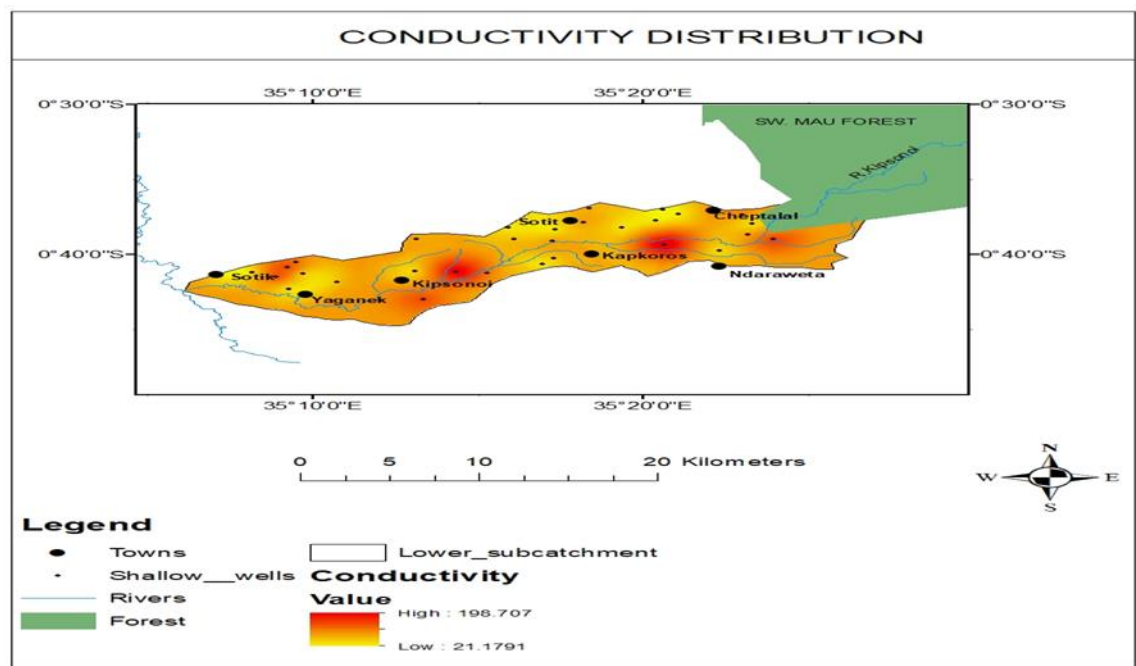 CONDUCTIVITY DISTRIBUTION
35°10'0"E 35°20'0"E
0°30'0"S 0°30'0"S
SW. MAU FOREST
R.Kipsonoi
Cheptalal
Sotit
0°40'0"S Kapkoros 0°40'0"S
Sotik Kipsonoi Ndaraweta
Yaganek
35°10'0"E 35°20'0"E
0 5 10 20 Kilometers
N
W E
S
Legend
Towns Lower_subcatchment
Shallow__wells Conductivity
Rivers Value
High : 198.707
Forest
Low : 21.1791